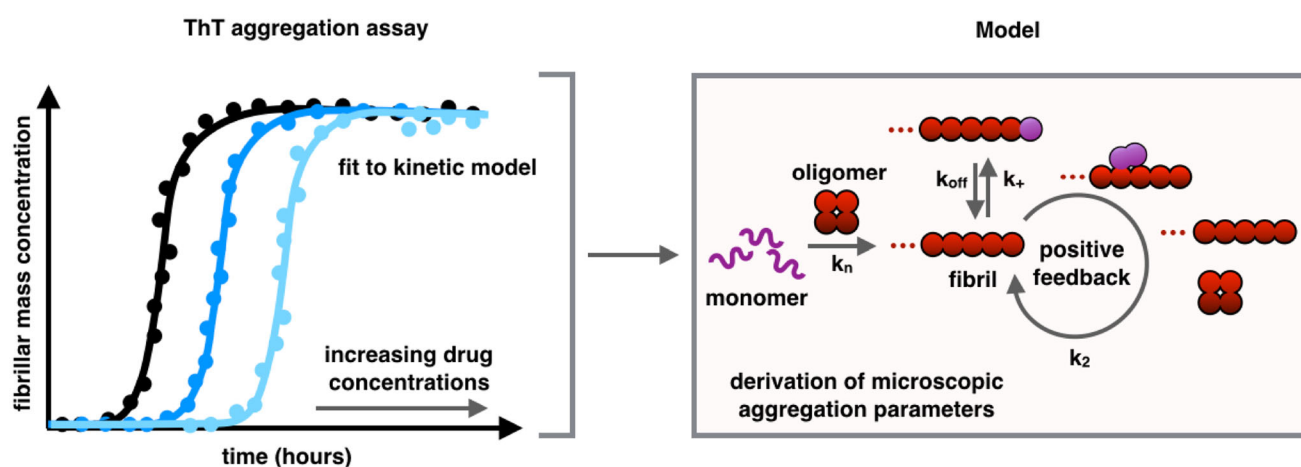 ThT aggregation assay
fibrillar mass concentration
fit to kinetic model
increasing drug
concentrations
time (hours)
Model
oligomer
monomer
kn
koff
k+
fibril
positive
feedback
k2
derivation of microscopic
aggregation parameters